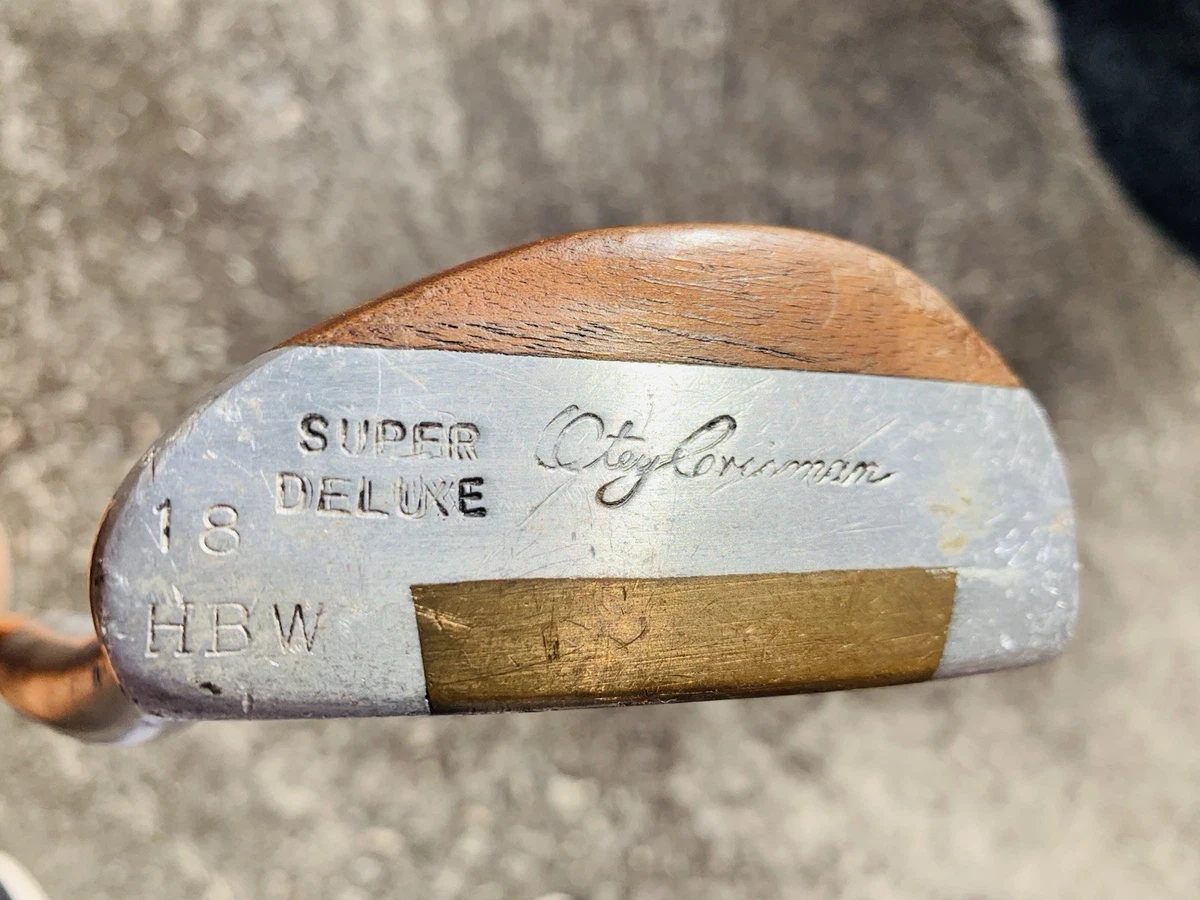 SUPER
DELUXE
Otey Crisman
18
HBW